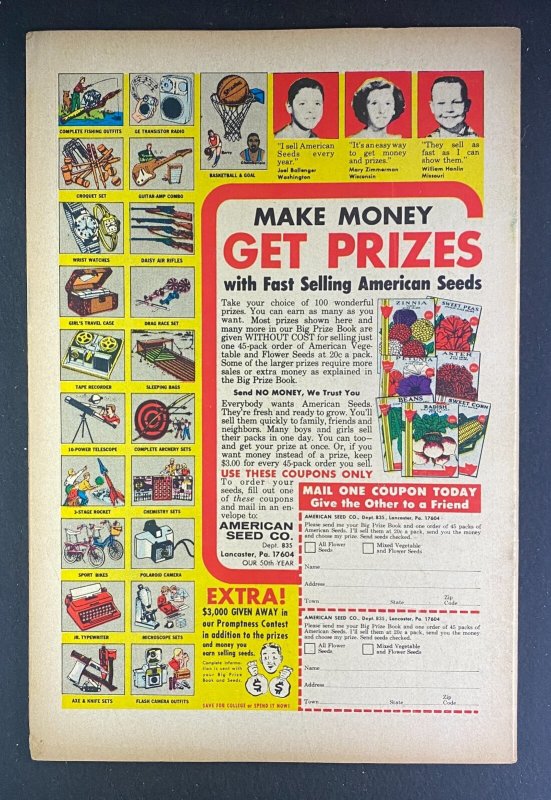 COMPLETE FISHING OUTFITS
GE TRANSISTOR RADIO
BASKETBALL & GOAL
CROQUET SET
GUITAR-AMP COMBO
WRIST WATCHES
DAISY AIR RIFLES
GIRL'S TRAVEL CASE
DRAG RACE SET
TAPE RECORDER
SLEEPING BAGS
10-POWER TELESCOPE
COMPLETE ARCHERY SETS
3-STAGE ROCKET
CHEMISTRY SETS
SPORT BIKES
POLAROID CAMERA
JR. TYPEWRITER
MICROSCOPE SETS
AXE & KNIFE SETS
FLASH CAMERA OUTFITS
"I sell American
Seeds every
year."
Joel Ballenger
Washington
"It's an easy way
to get money
and prizes."
Mary Zimmerman
Wisconsin
"They sell as
fast as I can
show them."
William Hanlin
Missouri
MAKE MONEY
GET PRIZES
with Fast Selling American Seeds
Take your choice of 100 wonderful
prizes. You can earn as many as you
want. Most prizes shown here and
many more in our Big Prize Book are
given WITHOUT COST for selling just
one 45-pack order of American Vege-
table and Flower Seeds at 20c a pack.
Some of the larger prizes require more
sales or extra money as explained in
the Big Prize Book.
Send NO MONEY, We Trust You
Everybody wants American Seeds.
They're fresh and ready to grow. You'll
sell them quickly to family, friends and
neighbors. Many boys and girls sell
their packs in one day. You can too—
and get your prize at once. Or, if you
want money instead of a prize, keep
$3.00 for every 45-pack order you sell.
ZINNIA
SWEET PEAS
PETUNIA
ASTER
BEANS
RADISH
SWEET CORN
USE THESE COUPONS ONLY
To order your
seeds, fill out one
of these coupons
and mail in an en-
velope to:
AMERICAN
SEED CO.
Dept. 835
Lancaster, Pa. 17604
OUR 50th YEAR
MAIL ONE COUPON TODAY
Give the Other to a Friend
AMERICAN SEED CO., Dept. 835, Lancaster, Pa. 17604
Please send me your Big Prize Book and one order of 45 packs of
American Seeds. I'll sell them at 20c a pack, send you the money
and choose my prize. Send seeds checked.
All Flower
Seeds
Mixed Vegetable
and Flower Seeds
Name
Address
Zip
Town State Code
AMERICAN SEED CO., Dept. 835, Lancaster, Pa. 17604
Please send me your Big Prize Book and one order of 45 packs of
American Seeds. I'll sell them at 20c a pack, send you the money
and choose my prize. Send seeds checked.
All Flower
Seeds
Mixed Vegetable
and Flower Seeds
Name
Address
Zip
Town State Code
EXTRA!
$3,000 GIVEN AWAY in
our Promptness Contest
in addition to the prizes
and money you
earn selling seeds.
Complete informa-
tion is sent with
your Big Prize
Book and Seeds.
$ $
SAVE FOR COLLEGE or SPEND IT NOW!